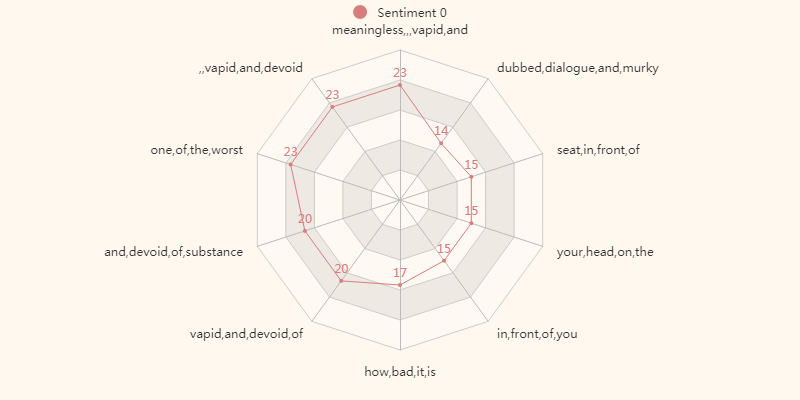 Sentiment 0
meaningless,,,vapid,and
,,vapid,and,devoid
dubbed,dialogue,and,murky
23
23
14
one,of,the,worst
23
15
seat,in,front,of
20
15
and,devoid,of,substance
your,head,on,the
20
17
15
vapid,and,devoid,of
in,front,of,you
how,bad,it,is